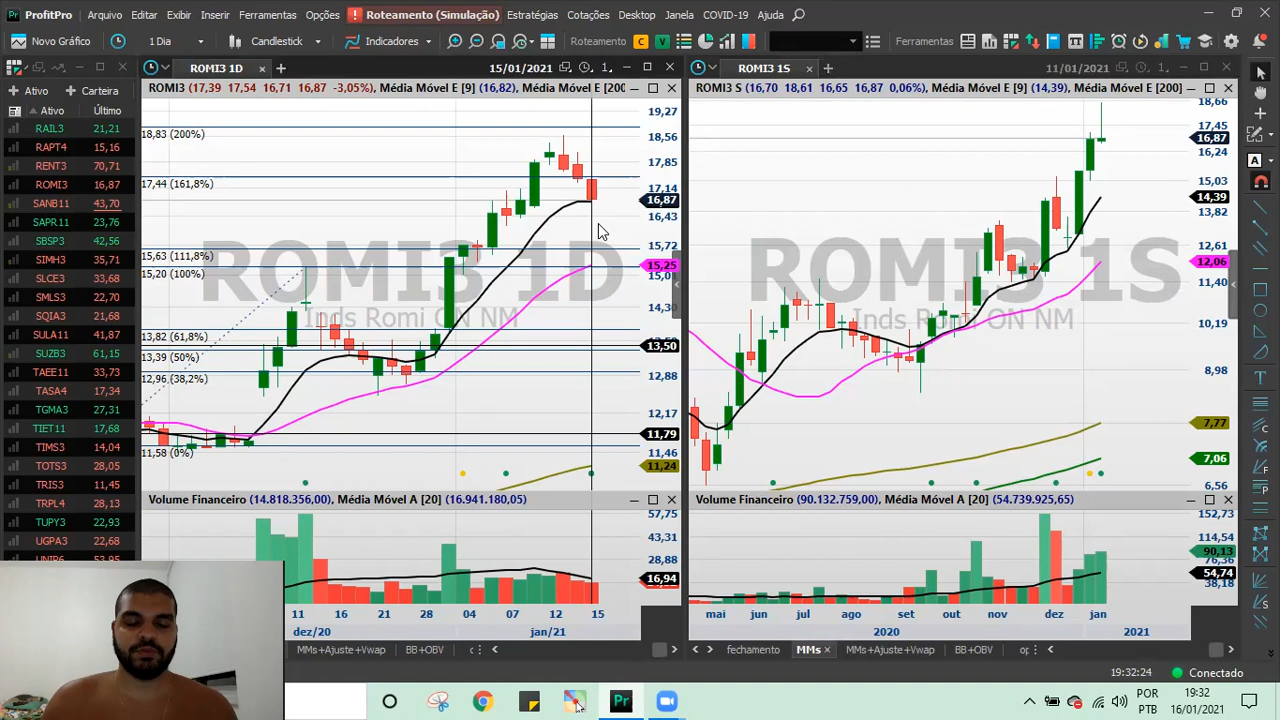 ProfitPro
Arquivo Editar Exibir Inserir Ferramentas Opções Roteamento (Simulação) Estratégias Cotações Desktop Janela COVID-19 Ajuda
Novo Gráfico 1 Dia Candlestick Indicadores Roteamento C V Ferramentas
ROMI3 1D 15/01/2021
ROMI3 1S 11/01/2021
Ativo Carteira
Ativo Último
RAIL3 21,21
RAPT4 15,16
RENT3 70,71
ROMI3 16,87
SANB11 43,70
SAPR11 23,76
SBSP3 42,56
SIMH3 35,71
SLCE3 33,68
SMLS3 22,70
SQIA3 21,68
SULA11 41,87
SUZB3 61,15
TAEE11 33,73
TASA4 17,34
TGMA3 27,31
TIET11 17,68
TIMS3 14,04
TOTS3 28,05
TRIS3 11,45
TRPL4 28,13
TUPY3 22,93
UGPA3 22,68
UNIP6 53,95
ROMI3 (17,39 17,54 16,71 16,87 -3.05%), Média Móvel E [9] (16,82), Média Móvel E [200
18,83 (200%)
17,44 (161,8%)
15,63 (111,8%)
15,20 (100%)
13,82 (61,8%)
13,39 (50%)
12,96 (38,2%)
11,58 (0%)
ROMI3 1D
Inds Romi ON NM
19,27
18,56
17,85
17,14
16,87
16,43
15,72
15,25
15,01
14,30
13,50
12,88
12,17
11,79
11,46
11,24
Volume Financeiro (14.818.356,00), Média Móvel A [20] (16.941.180,05)
57,75
43,31
28,88
16,94
11 16 21 28 04 07 12 15
dez/20 jan/21
MMs+Ajuste+Vwap BB+OBV
ROMI3 S (16,70 18,61 16,65 16,87 0,06%), Média Móvel E [9] (14,39), Média Móvel E [200]
ROMI3 1S
Inds Romi ON NM
18,66
17,45
16,87
16,24
15,03
14,39
13,82
12,61
12,06
11,40
10,19
8,98
7,77
7,06
6,56
Volume Financeiro (90.132.759,00), Média Móvel A [20] (54.739.925,65)
152,73
114,54
90,13
76,36
54,74
38,18
mai jun jul ago set out nov dez jan
2020 2021
fechamento MMs MMs+Ajuste+Vwap BB+OBV
19:32:24 Conectado
POR
PTB
19:32
16/01/2021